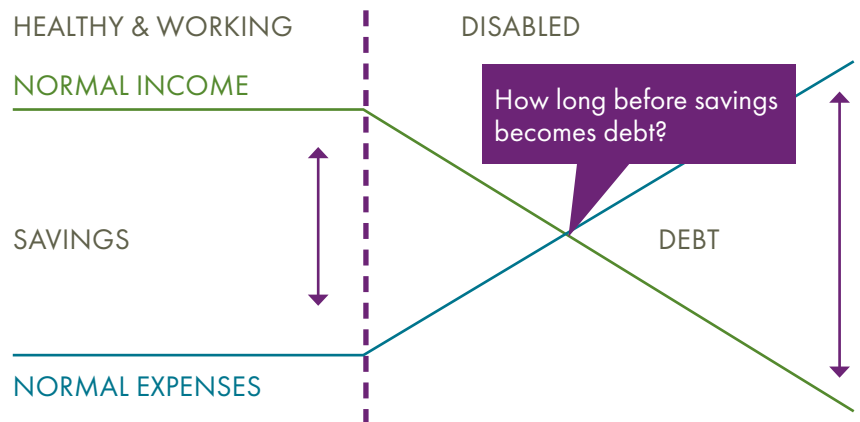 HEALTHY & WORKING
DISABLED
NORMAL INCOME
How long before savings
becomes debt?
SAVINGS
DEBT
NORMAL EXPENSES